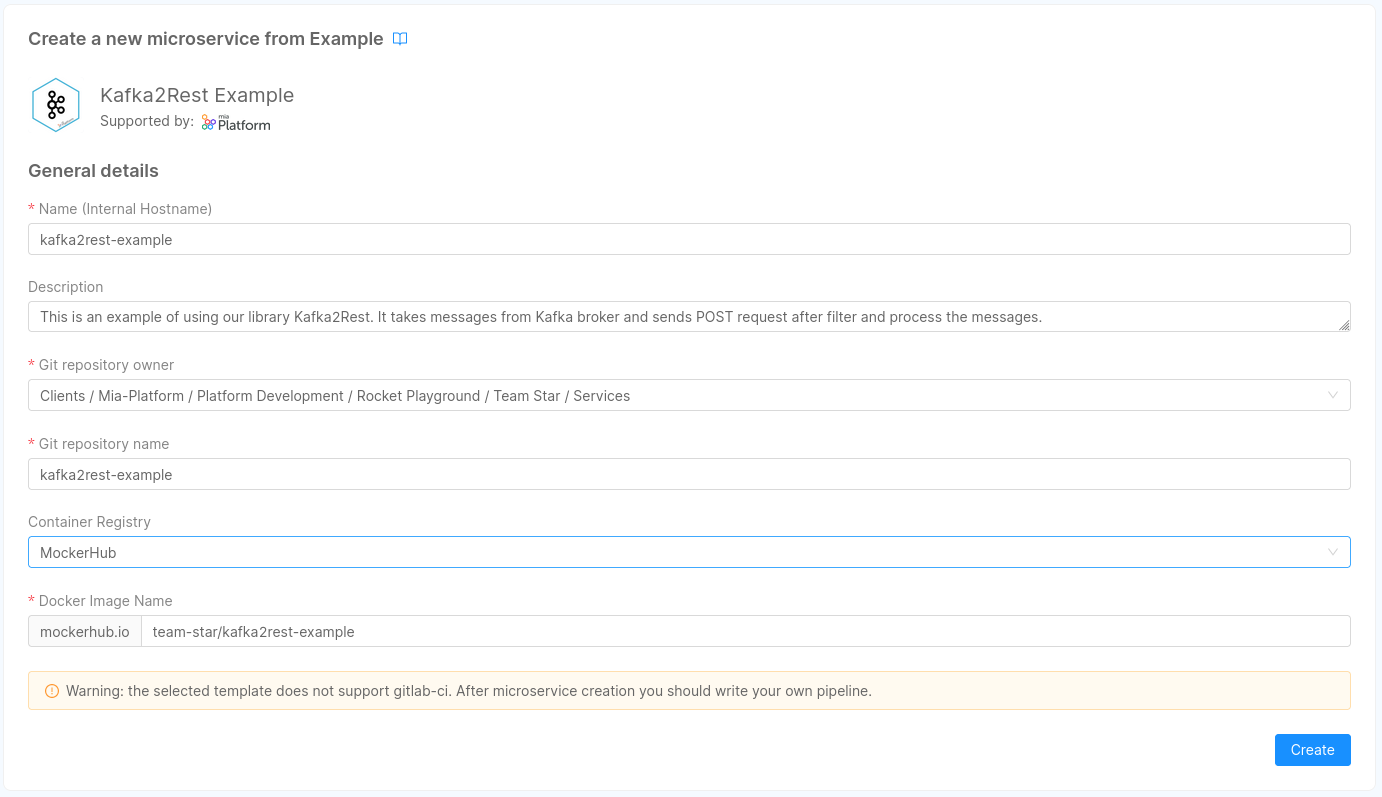 Create a new microservice from Example
Kafka2Rest Example
Supported by: mia Platform
General details
* Name (Internal Hostname)
kafka2rest-example
Description
This is an example of using our library Kafka2Rest. It takes messages from Kafka broker and sends POST request after filter and process the messages.
* Git repository owner
Clients / Mia-Platform / Platform Development / Rocket Playground / Team Star / Services
* Git repository name
kafka2rest-example
Container Registry
MockerHub
* Docker Image Name
mockerhub.io team-star/kafka2rest-example
Warning: the selected template does not support gitlab-ci. After microservice creation you should write your own pipeline.
Create